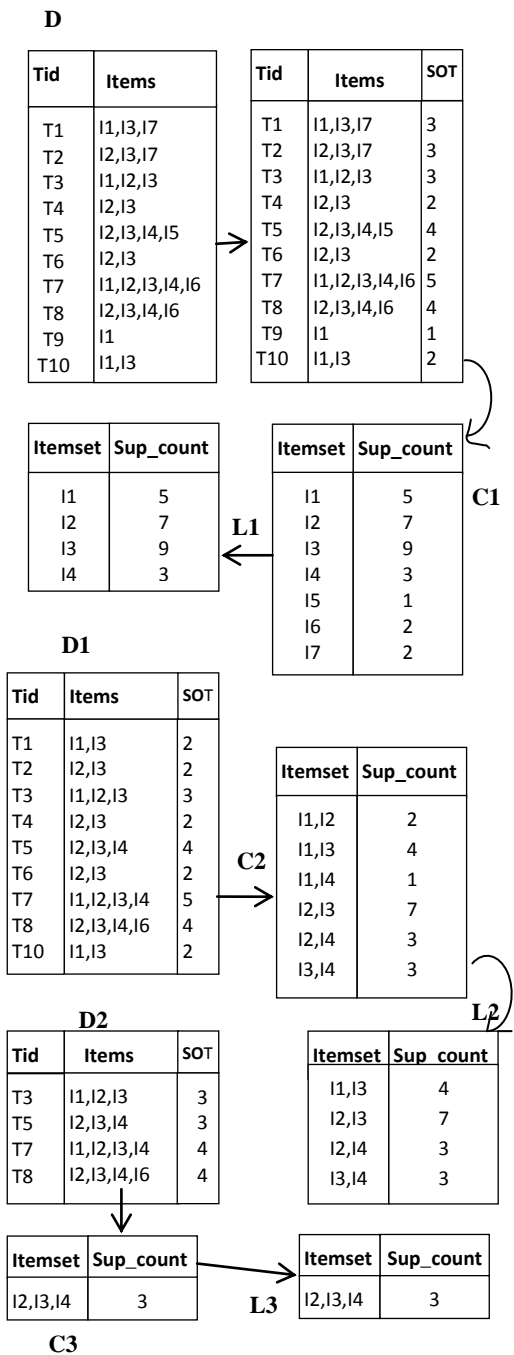 D
Tid Items
T1 I1,I3,I7
T2 I2,I3,I7
T3 I1,I2,I3
T4 I2,I3
T5 I2,I3,I4,I5
T6 I2,I3
T7 I1,I2,I3,I4,I6
T8 I2,I3,I4,I6
T9 I1
T10 I1,I3
Tid Items SOT
T1 I1,I3,I7 3
T2 I2,I3,I7 3
T3 I1,I2,I3 3
T4 I2,I3 2
T5 I2,I3,I4,I5 4
T6 I2,I3 2
T7 I1,I2,I3,I4,I6 5
T8 I2,I3,I4,I6 4
T9 I1 1
T10 I1,I3 2
Itemset Sup_count
I1 5
I2 7
I3 9
I4 3
L1
Itemset Sup_count
I1 5
I2 7
I3 9
I4 3
I5 1
I6 2
I7 2
C1
D1
Tid Items SOT
T1 I1,I3 2
T2 I2,I3 2
T3 I1,I2,I3 3
T4 I2,I3 2
T5 I2,I3,I4 4
T6 I2,I3 2
T7 I1,I2,I3,I4 5
T8 I2,I3,I4,I6 4
T10 I1,I3 2
C2
Itemset Sup_count
I1,I2 2
I1,I3 4
I1,I4 1
I2,I3 7
I2,I4 3
I3,I4 3
L2
D2
Tid Items SOT
T3 I1,I2,I3 3
T5 I2,I3,I4 3
T7 I1,I2,I3,I4 4
T8 I2,I3,I4,I6 4
Itemset Sup_count
I1,I3 4
I2,I3 7
I2,I4 3
I3,I4 3
Itemset Sup_count
I2,I3,I4 3
C3
L3
Itemset Sup_count
I2,I3,I4 3